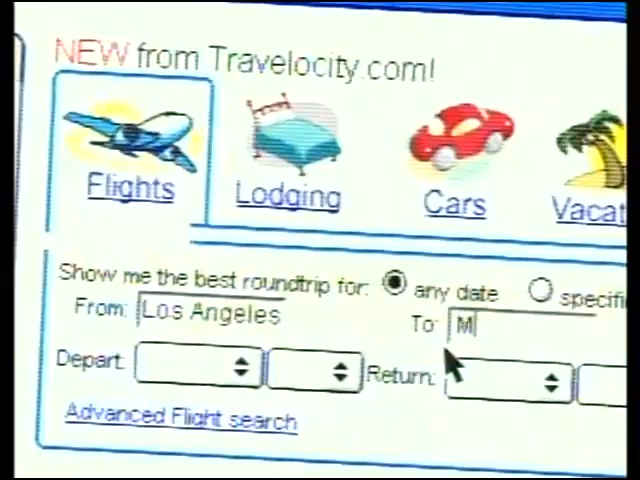 NEW from Travelocity.com!
Flights Lodging Cars Vacat
Show me the best roundtrip for: any date specifi
From: Los Angeles To: M
Depart: Return:
Advanced Flight search